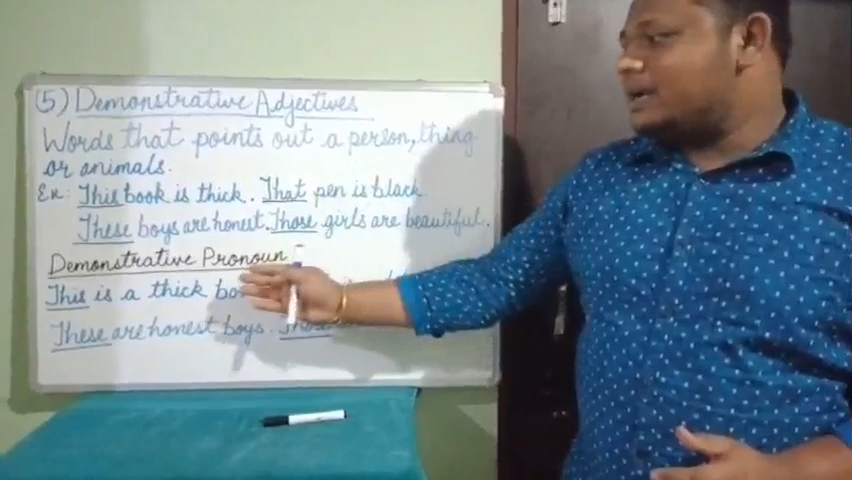 (5) Demonstrative Adjectives
Words that points out a person, thing
or animals.
Ex: This book is thick. That pen is black.
These boys are honest. Those girls are beautiful.
Demonstrative Pronoun
This is a thick
These are honest boys. Those